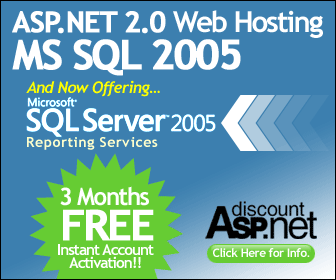 ASP.NET 2.0 Web Hosting
MS SQL 2005
And Now Offering...
Microsoft®
SQL Server™ 2005
Reporting Services
3 Months
FREE
Instant Account
Activation!!
discount
ASP.net
Click Here for Info.